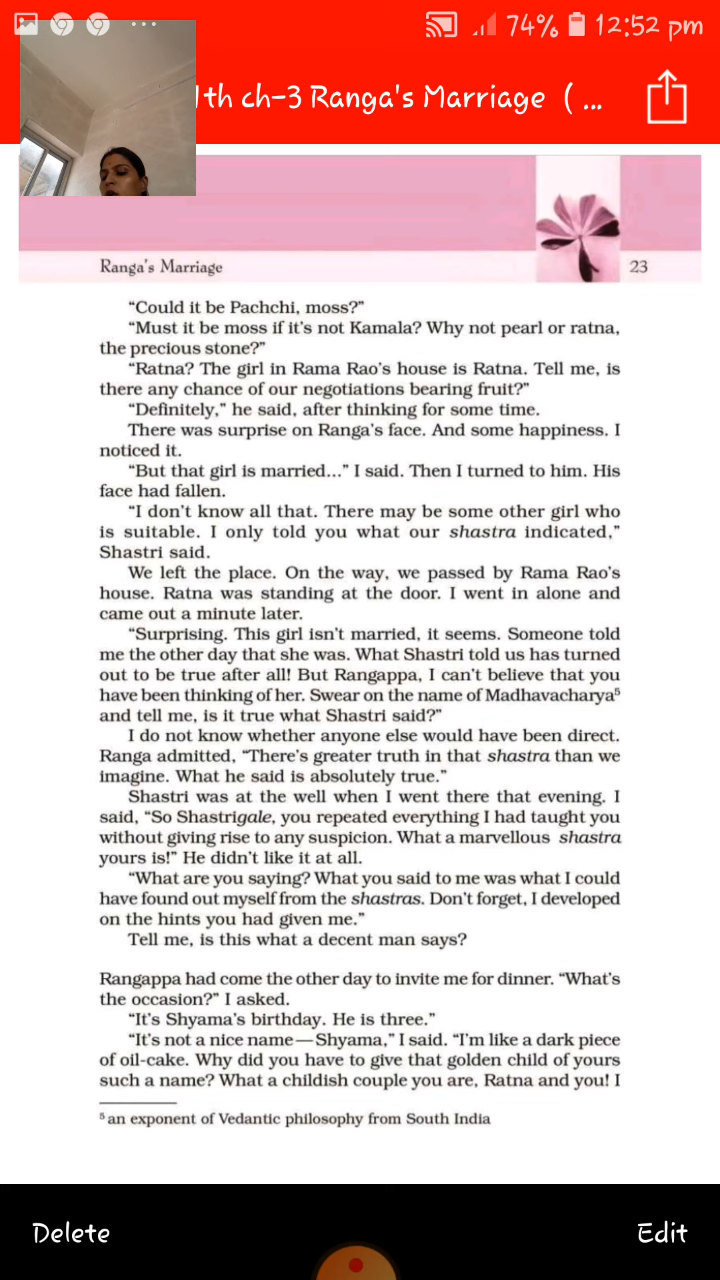 74% 12:52 pm
1th ch-3 Ranga's Marriage ( ...
Ranga's Marriage 23
“Could it be Pachchi, moss?”
“Must it be moss if it’s not Kamala? Why not pearl or ratna,
the precious stone?”
“Ratna? The girl in Rama Rao’s house is Ratna. Tell me, is
there any chance of our negotiations bearing fruit?”
“Definitely,” he said, after thinking for some time.
There was surprise on Ranga’s face. And some happiness. I
noticed it.
“But that girl is married...” I said. Then I turned to him. His
face had fallen.
“I don’t know all that. There may be some other girl who
is suitable. I only told you what our shastra indicated,”
Shastri said.
We left the place. On the way, we passed by Rama Rao’s
house. Ratna was standing at the door. I went in alone and
came out a minute later.
“Surprising. This girl isn’t married, it seems. Someone told
me the other day that she was. What Shastri told us has turned
out to be true after all! But Rangappa, I can’t believe that you
have been thinking of her. Swear on the name of Madhavacharya⁵
and tell me, is it true what Shastri said?”
I do not know whether anyone else would have been direct.
Ranga admitted, “There’s greater truth in that shastra than we
imagine. What he said is absolutely true.”
Shastri was at the well when I went there that evening. I
said, “So Shastrigale, you repeated everything I had taught you
without giving rise to any suspicion. What a marvellous shastra
yours is!” He didn’t like it at all.
“What are you saying? What you said to me was what I could
have found out myself from the shastras. Don’t forget, I developed
on the hints you had given me.”
Tell me, is this what a decent man says?
Rangappa had come the other day to invite me for dinner. “What’s
the occasion?” I asked.
“It’s Shyama’s birthday. He is three.”
“It’s not a nice name—Shyama,” I said. “I’m like a dark piece
of oil-cake. Why did you have to give that golden child of yours
such a name? What a childish couple you are, Ratna and you! I
⁵ an exponent of Vedantic philosophy from South India
Delete Edit